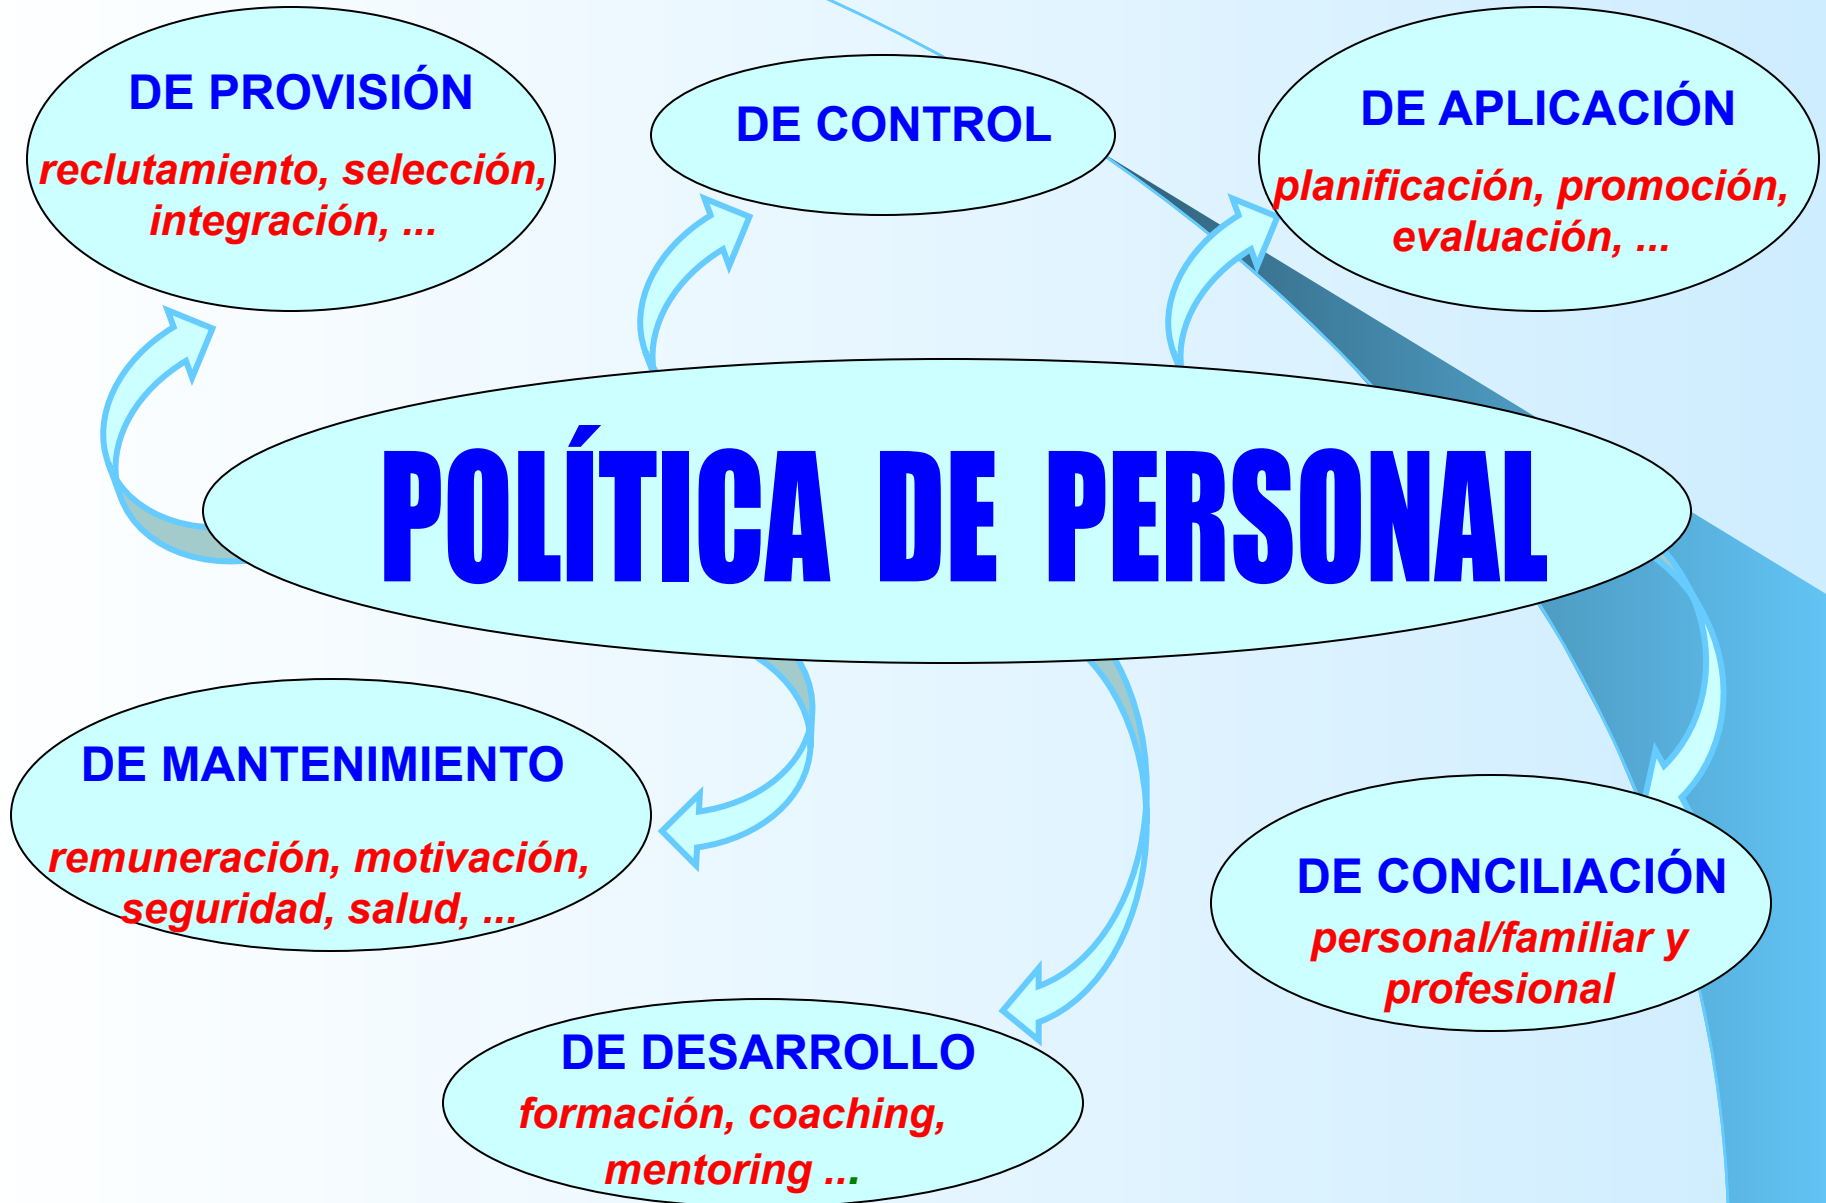 DE PROVISIÓN
reclutamiento, selección,
integración, ...
DE CONTROL
DE APLICACIÓN
planificación, promoción,
evaluación, ...
POLÍTICA DE PERSONAL
DE MANTENIMIENTO
remuneración, motivación,
seguridad, salud, ...
DE CONCILIACIÓN
personal/familiar y
profesional
DE DESARROLLO
formación, coaching,
mentoring ...